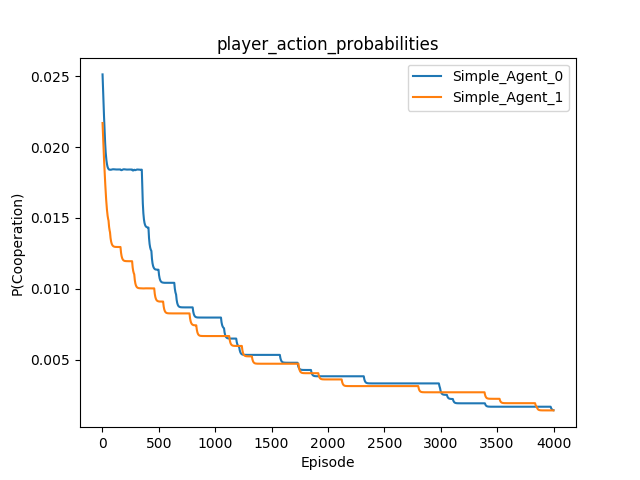 player_action_probabilities
Simple_Agent_0
Simple_Agent_1
P(Cooperation)
0.025
0.020
0.015
0.010
0.005
0 500 1000 1500 2000 2500 3000 3500 4000
Episode